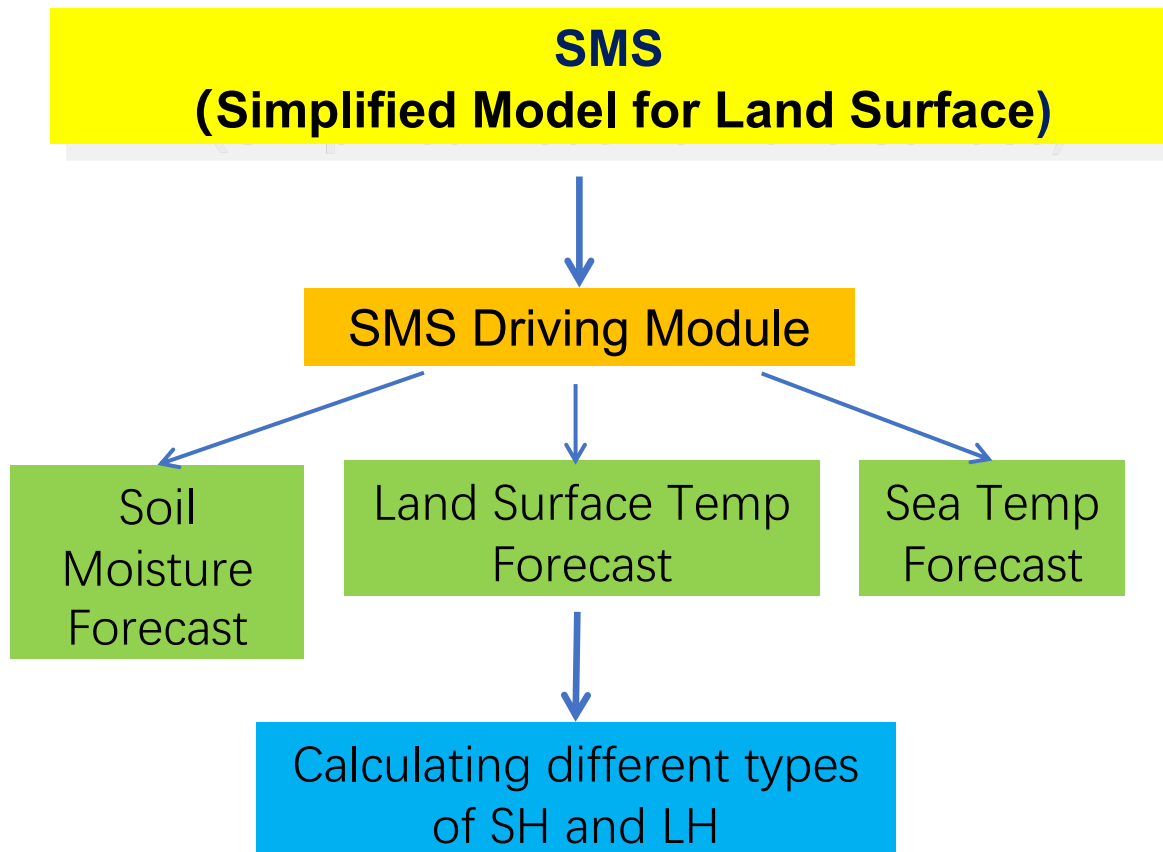 SMS
(Simplified Model for Land Surface)
SMS Driving Module
Soil
Moisture
Forecast
Land Surface Temp
Forecast
Sea Temp
Forecast
Calculating different types
of SH and LH